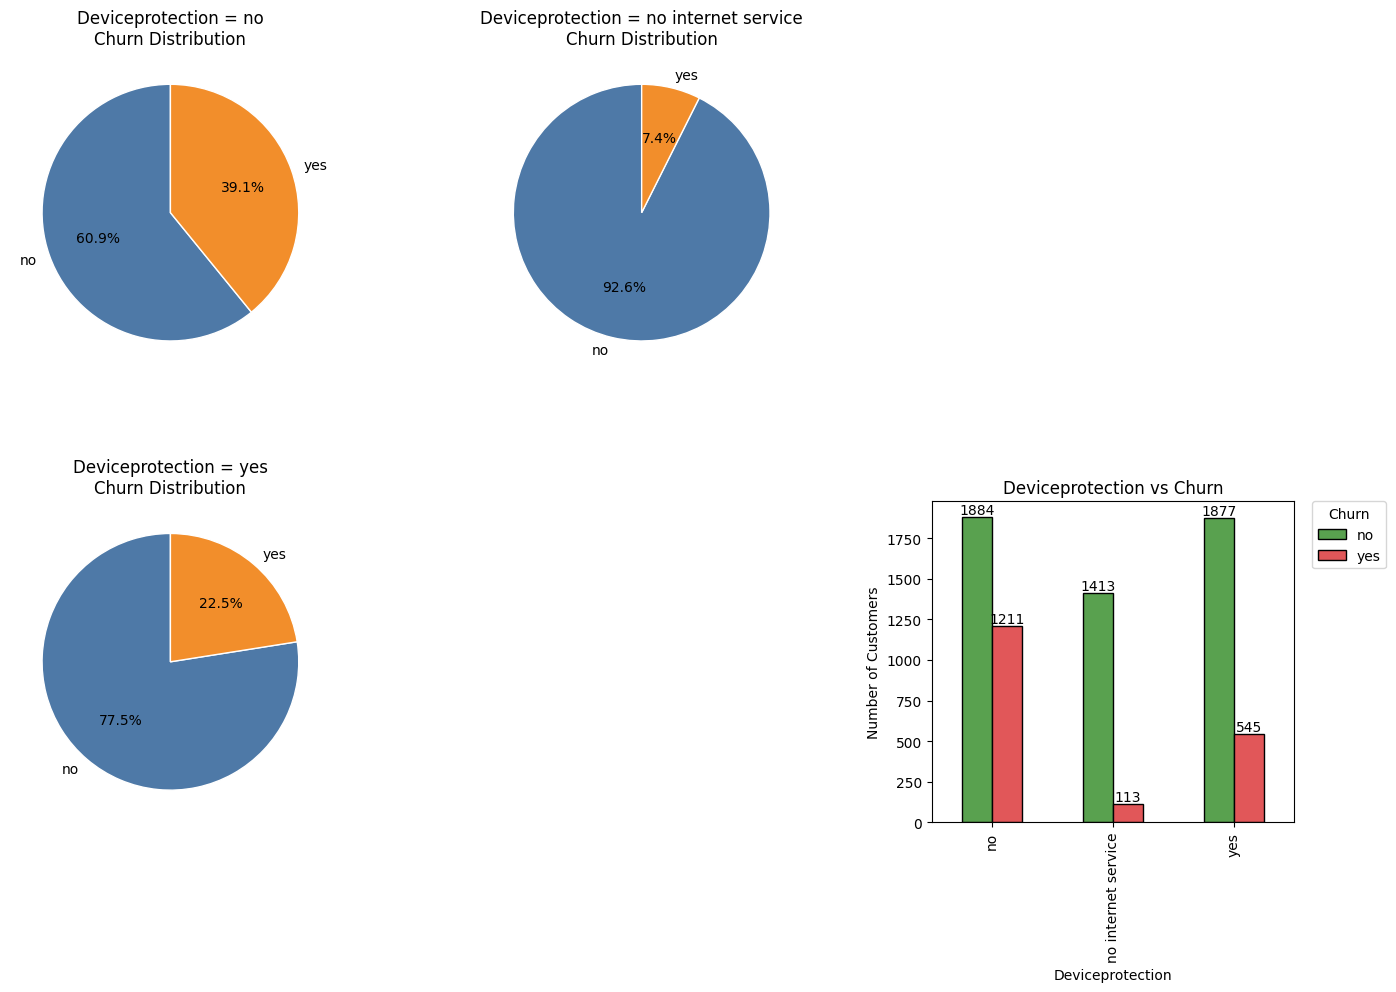 Deviceprotection = no
Churn Distribution
yes
39.1%
60.9%
no
Deviceprotection = no internet service
Churn Distribution
yes
7.4%
92.6%
no
Deviceprotection = yes
Churn Distribution
yes
22.5%
77.5%
no
Deviceprotection vs Churn
Number of Customers
1750
1500
1250
1000
750
500
250
0
1884
1211
1413
113
1877
545
no
no internet service
yes
Deviceprotection
Churn
no
yes